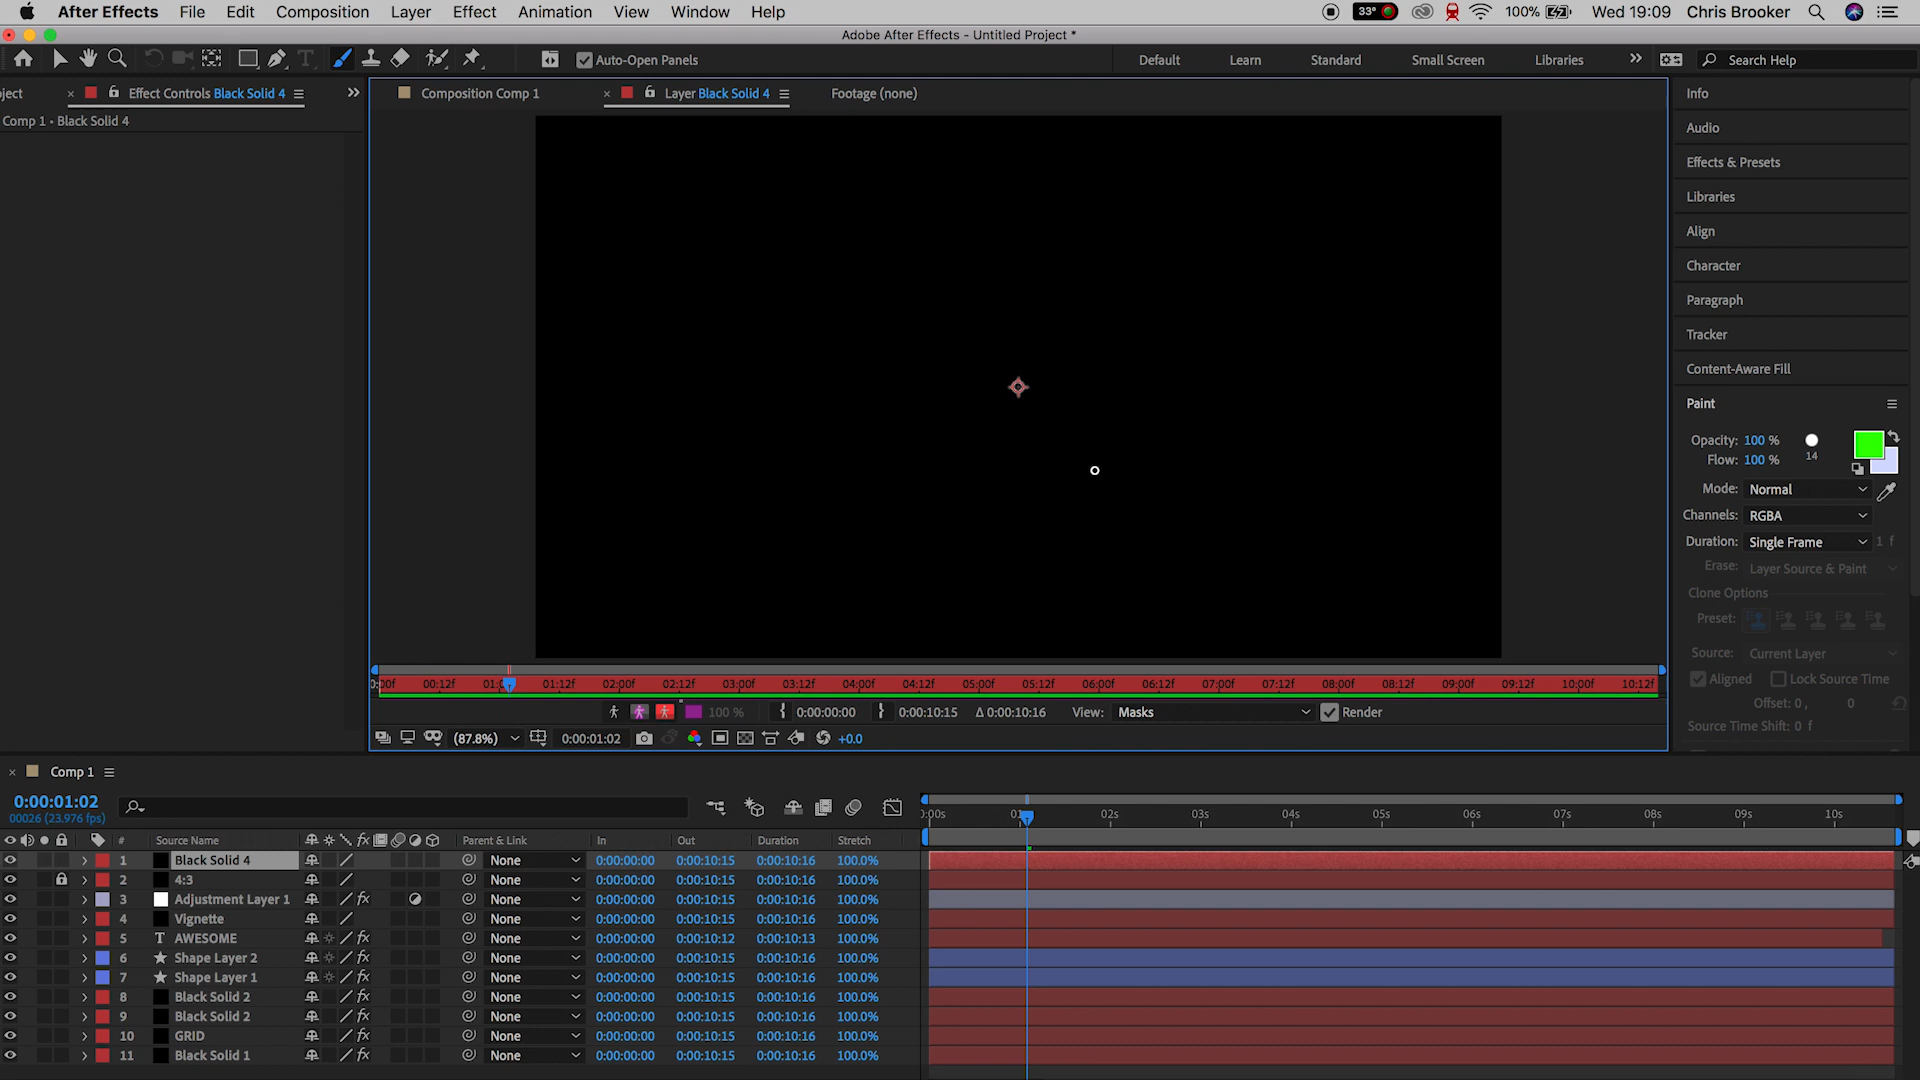 After Effects File Edit Composition Layer Effect Animation View Window Help 33° 100% Wed 19:09 Chris Brooker
Adobe After Effects - Untitled Project *
Auto-Open Panels Default Learn Standard Small Screen Libraries Search Help
ject Effect Controls Black Solid 4 Composition Comp 1 Layer Black Solid 4 Footage (none) Info
Comp 1 • Black Solid 4
Audio
Effects & Presets
Libraries
Align
Character
Paragraph
Tracker
Content-Aware Fill
Paint
Opacity: 100 %
Flow: 100 % 14
Mode: Normal
Channels: RGBA
Duration: Single Frame 1 f
Erase: Layer Source & Paint
Clone Options
Preset:
Source: Current Layer
Aligned Lock Source Time
Offset: 0 , 0
Source Time Shift: 0 f
0:00f 00:12f 01:0 01:12f 02:00f 02:12f 03:00f 03:12f 04:00f 04:12f 05:00f 05:12f 06:00f 06:12f 07:00f 07:12f 08:00f 08:12f 09:00f 09:12f 10:00f 10:12f
100 % 0:00:00:00 0:00:10:15 Δ 0:00:10:16 View: Masks Render
(87.8%) 0:00:01:02 +0.0
Comp 1
0:00:01:02
00026 (23.976 fps)
0:00s 01 02s 03s 04s 05s 06s 07s 08s 09s 10s
# Source Name fx Parent & Link In Out Duration Stretch
1 Black Solid 4 None 0:00:00:00 0:00:10:15 0:00:10:16 100.0%
2 4:3 None 0:00:00:00 0:00:10:15 0:00:10:16 100.0%
3 Adjustment Layer 1 fx None 0:00:00:00 0:00:10:15 0:00:10:16 100.0%
4 Vignette None 0:00:00:00 0:00:10:15 0:00:10:16 100.0%
5 T AWESOME fx None 0:00:00:00 0:00:10:12 0:00:10:13 100.0%
6 Shape Layer 2 fx None 0:00:00:00 0:00:10:15 0:00:10:16 100.0%
7 Shape Layer 1 fx None 0:00:00:00 0:00:10:15 0:00:10:16 100.0%
8 Black Solid 2 fx None 0:00:00:00 0:00:10:15 0:00:10:16 100.0%
9 Black Solid 2 fx None 0:00:00:00 0:00:10:15 0:00:10:16 100.0%
10 GRID fx None 0:00:00:00 0:00:10:15 0:00:10:16 100.0%
11 Black Solid 1 fx None 0:00:00:00 0:00:10:15 0:00:10:16 100.0%